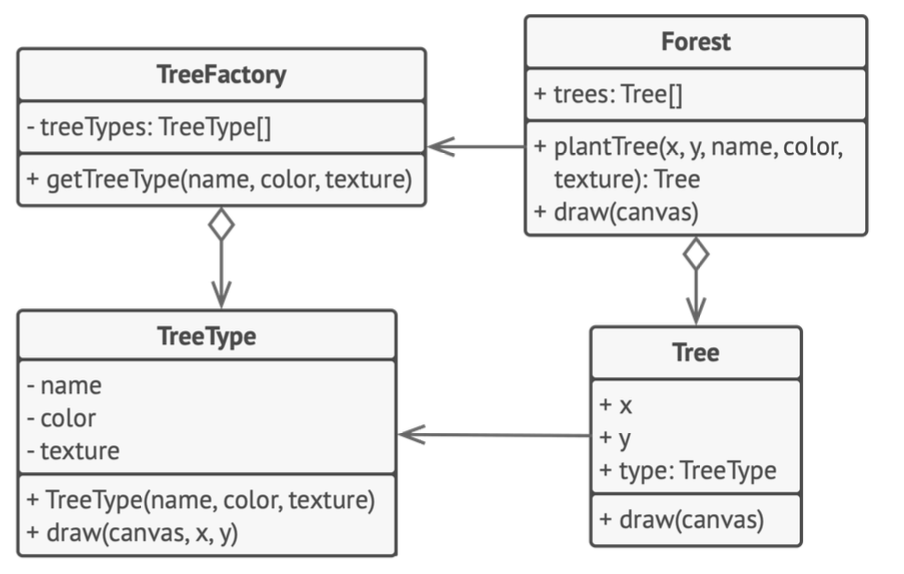 TreeFactory
- treeTypes: TreeType[]
+ getTreeType(name, color, texture)
Forest
+ trees: Tree[]
+ plantTree(x, y, name, color,
texture): Tree
+ draw(canvas)
TreeType
- name
- color
- texture
+ TreeType(name, color, texture)
+ draw(canvas, x, y)
Tree
+ x
+ y
+ type: TreeType
+ draw(canvas)